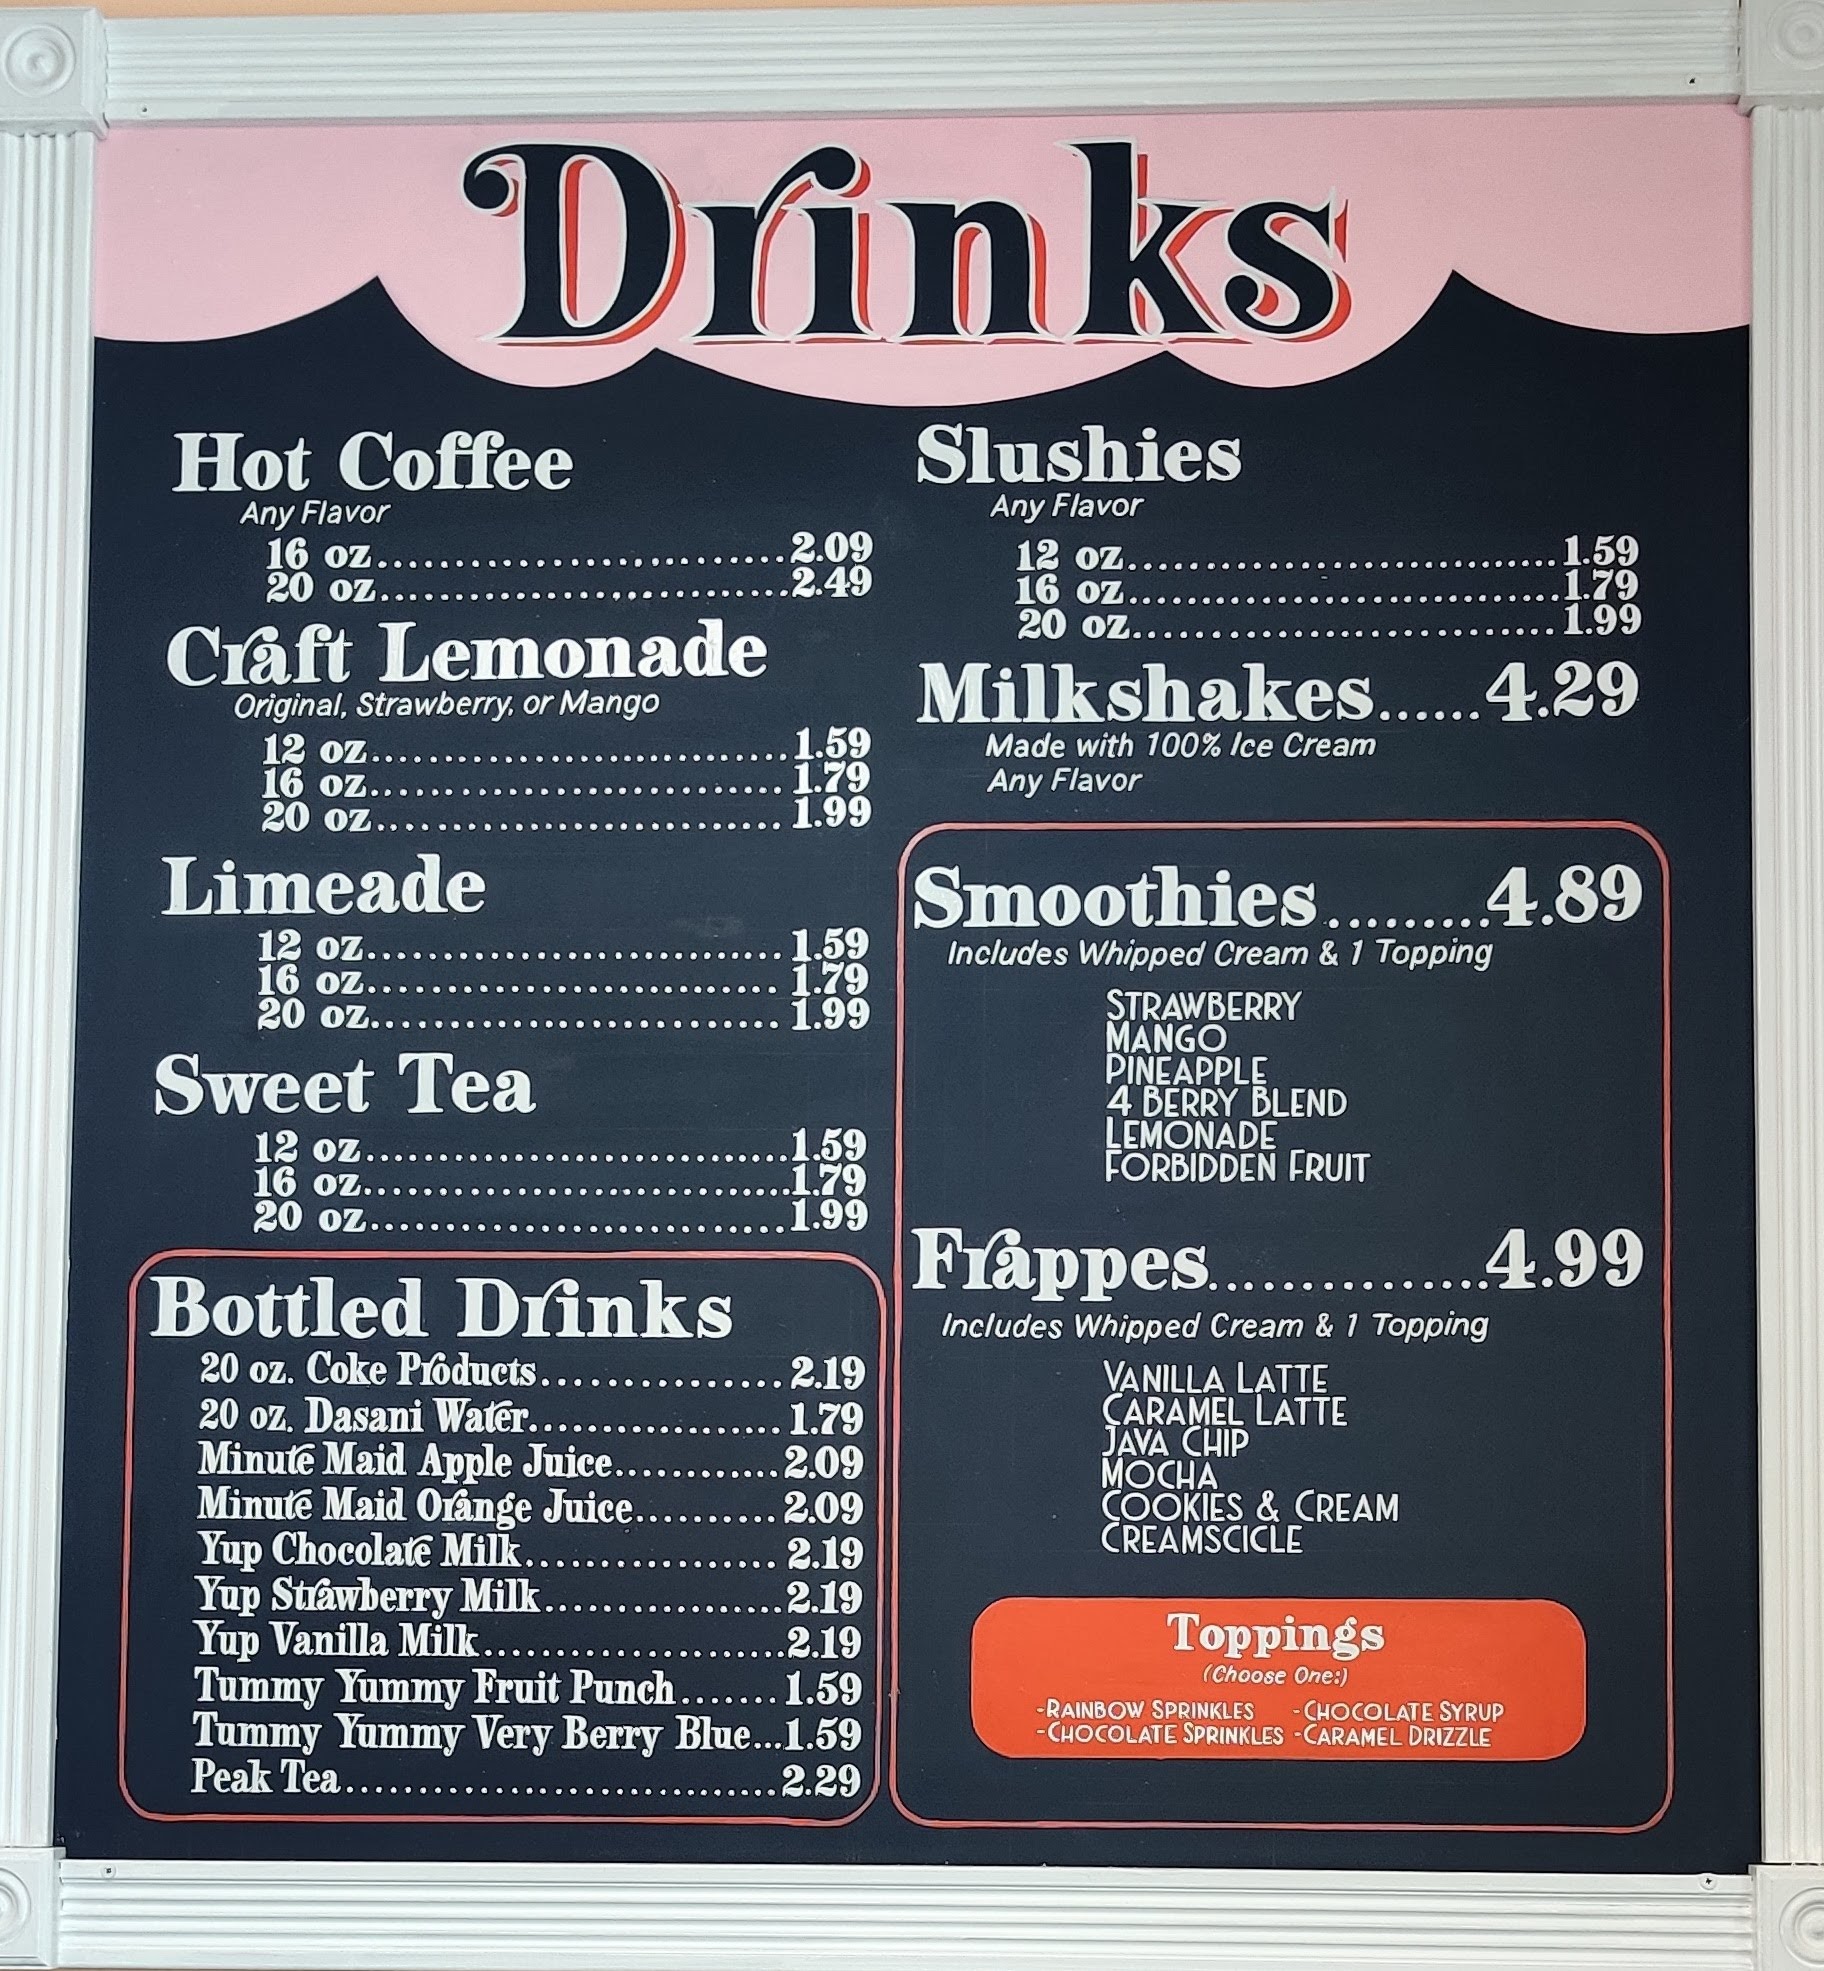 Drinks
Hot Coffee
Any Flavor
16 oz.............................2.09
20 oz.............................2.49
Craft Lemonade
Original, Strawberry, or Mango
12 oz.............................1.59
16 oz.............................1.79
20 oz.............................1.99
Limeade
12 oz.............................1.59
16 oz.............................1.79
20 oz.............................1.99
Sweet Tea
12 oz.............................1.59
16 oz.............................1.79
20 oz.............................1.99
Bottled Drinks
20 oz. Coke Products................2.19
20 oz. Dasani Water.................1.79
Minute Maid Apple Juice...........2.09
Minute Maid Orange Juice..........2.09
Yup Chocolate Milk................. 2.19
Yup Strawberry Milk................2.19
Yup Vanilla Milk....................2.19
Tummy Yummy Fruit Punch.......1.59
Tummy Yummy Very Berry Blue...1.59
Peak Tea.............................2.29
Slushies
Any Flavor
12 oz.............................1.59
16 oz.............................1.79
20 oz.............................1.99
Milkshakes......4.29
Made with 100% Ice Cream
Any Flavor
Smoothies.........4.89
Includes Whipped Cream & 1 Topping
STRAWBERRY
MANGO
PINEAPPLE
4 BERRY BLEND
LEMONADE
FORBIDDEN FRUIT
Frappes...............4.99
Includes Whipped Cream & 1 Topping
VANILLA LATTE
CARAMEL LATTE
JAVA CHIP
MOCHA
COOKIES & CREAM
CREAMSCICLE
Toppings
(Choose One:)
-RAINBOW SPRINKLES -CHOCOLATE SYRUP
-CHOCOLATE SPRINKLES -CARAMEL DRIZZLE